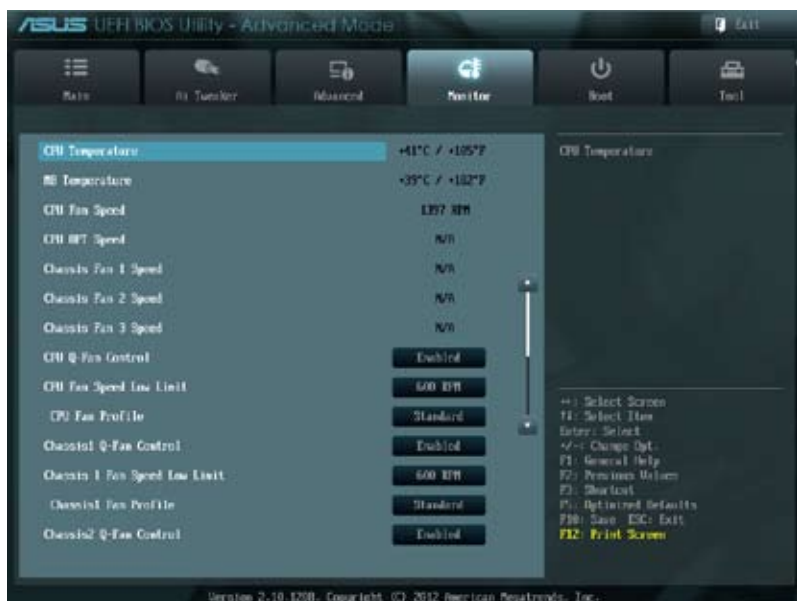 ASUS UEFI BIOS Utility - Advanced Mode
Exit
Main
Ai Tweaker
Advanced
Monitor
Boot
Tool
CPU Temperature +41°C / +105°F
CPU Temperature
MB Temperature +39°C / +102°F
CPU Fan Speed 1397 RPM
CPU OPT Speed N/A
Chassis Fan 1 Speed N/A
Chassis Fan 2 Speed N/A
Chassis Fan 3 Speed N/A
CPU Q-Fan Control Enabled
CPU Fan Speed Low Limit 600 RPM
CPU Fan Profile Standard
Chassis1 Q-Fan Control Enabled
Chassis 1 Fan Speed Low Limit 600 RPM
Chassis1 Fan Profile Standard
Chassis2 Q-Fan Control Enabled
→←: Select Screen
↑↓: Select Item
Enter: Select
+/-: Change Opt.
F1: General Help
F2: Previous Values
F3: Shortcut
F5: Optimized Defaults
F10: Save ESC: Exit
F12: Print Screen
Version 2.10.1208. Copyright (C) 2012 American Megatrends, Inc.